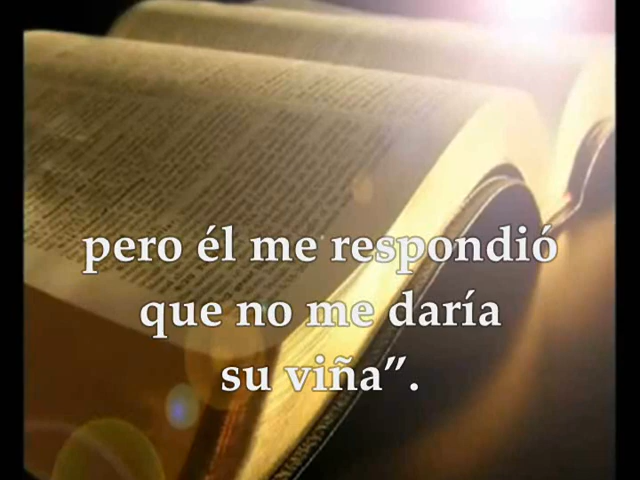 pero él me respondió
que no me daría
su viña”.